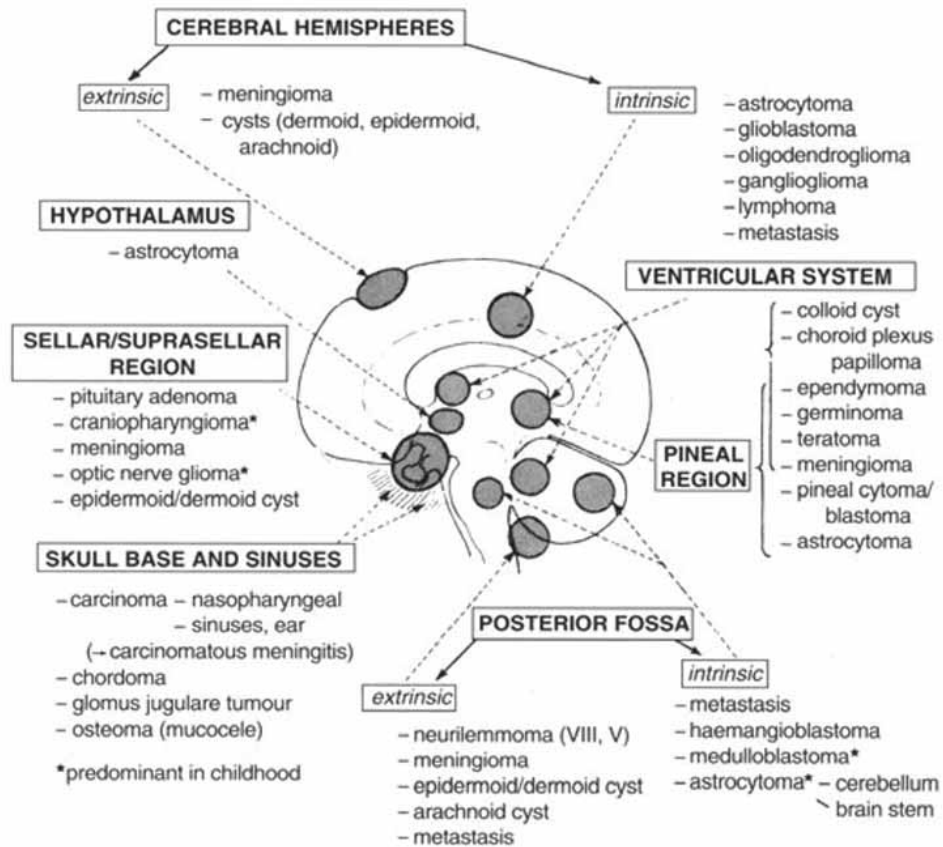 CEREBRAL HEMISPHERES
extrinsic
– meningioma
– cysts (dermoid, epidermoid,
arachnoid)
intrinsic
– astrocytoma
– glioblastoma
– oligodendroglioma
– ganglioglioma
– lymphoma
– metastasis
HYPOTHALAMUS
– astrocytoma
VENTRICULAR SYSTEM
– colloid cyst
– choroid plexus
papilloma
– ependymoma
– germinoma
– teratoma
– meningioma
– pineal cytoma/
blastoma
– astrocytoma
PINEAL
REGION
SELLAR/SUPRASELLAR
REGION
– pituitary adenoma
– craniopharyngioma*
– meningioma
– optic nerve glioma*
– epidermoid/dermoid cyst
SKULL BASE AND SINUSES
– carcinoma – nasopharyngeal
– sinuses, ear
(→ carcinomatous meningitis)
– chordoma
– glomus jugulare tumour
– osteoma (mucocele)
*predominant in childhood
POSTERIOR FOSSA
extrinsic
– neurilemmoma (VIII, V)
– meningioma
– epidermoid/dermoid cyst
– arachnoid cyst
– metastasis
intrinsic
– metastasis
– haemangioblastoma
– medulloblastoma*
– astrocytoma* – cerebellum
brain stem